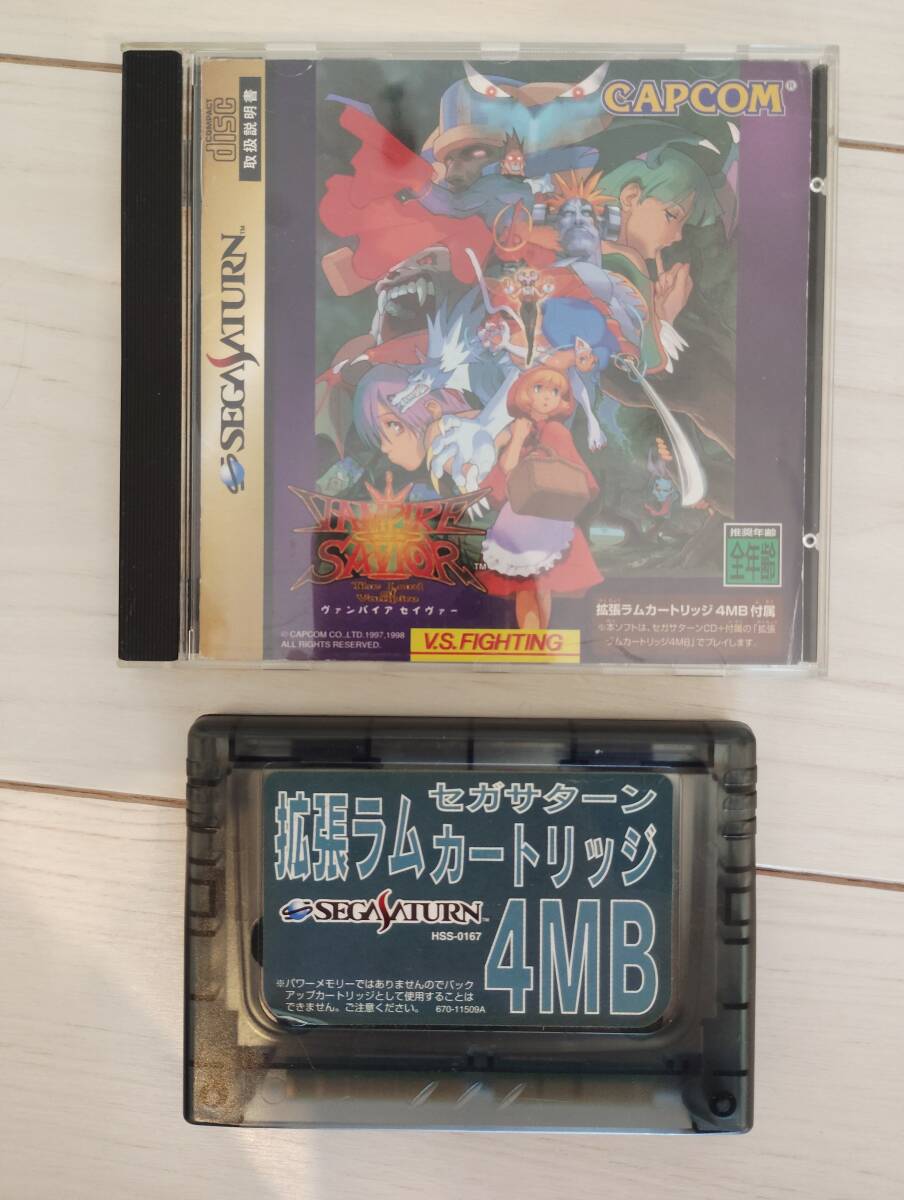 CAPCOM®
COMPACT
disc
取扱説明書
SEGA SATURN™
VAMPIRE
SAVIOR™
The Lord of Vampire
ヴァンパイア セイヴァー
© CAPCOM CO.,LTD. 1997,1998
ALL RIGHTS RESERVED.
V.S. FIGHTING
推奨年齢
全年齢
拡張ラムカートリッジ 4MB 付属
※本ソフトは、セガサターンCD+付属の「拡張
ラムカートリッジ4MB」でプレイします。
セガサターン
拡張ラムカートリッジ
SEGA SATURN™
HSS-0167
4MB
※パワーメモリーではありませんのでバック
アップカートリッジとして使用することは
できません。ご注意ください。 670-11509A